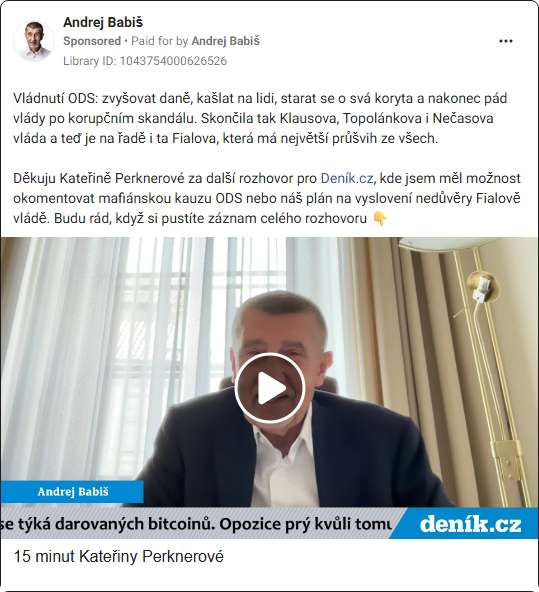 Andrej Babiš
Sponsored • Paid for by Andrej Babiš
Library ID: 1043754000626526
Vládnutí ODS: zvyšovat daně, kašlat na lidi, starat se o svá koryta a nakonec pád
vlády po korupčním skandálu. Skončila tak Klausova, Topolánkova i Nečasova
vláda a teď je na řadě i ta Fialova, která má největší průšvih ze všech.
Děkuju Kateřině Perknerové za další rozhovor pro Deník.cz, kde jsem měl možnost
okomentovat mafiánskou kauzu ODS nebo náš plán na vyslovení nedůvěry Fialově
vládě. Budu rád, když si pustíte záznam celého rozhovoru 👇
Andrej Babiš
se týká darovaných bitcoinů. Opozice prý kvůli tomu
deník.cz
15 minut Kateřiny Perknerové